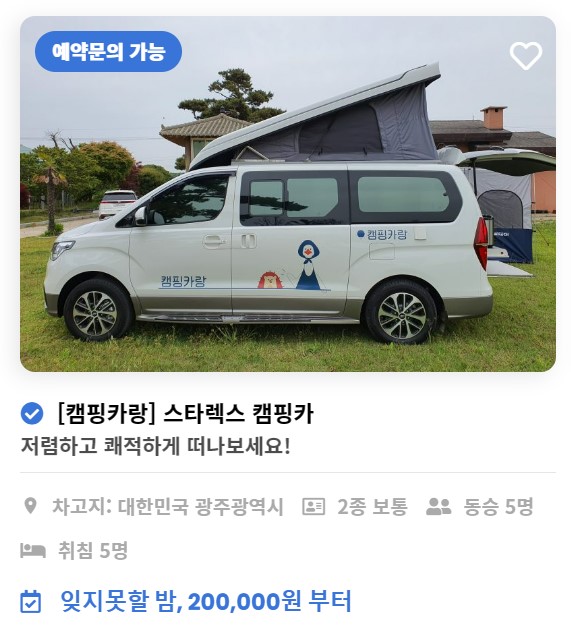 예약문의 가능
캠핑카랑
캠핑카랑
[캠핑카랑] 스타렉스 캠핑카
저렴하고 쾌적하게 떠나보세요!
차고지: 대한민국 광주광역시 2종 보통 동승 5명
취침 5명
잊지못할 밤, 200,000원 부터